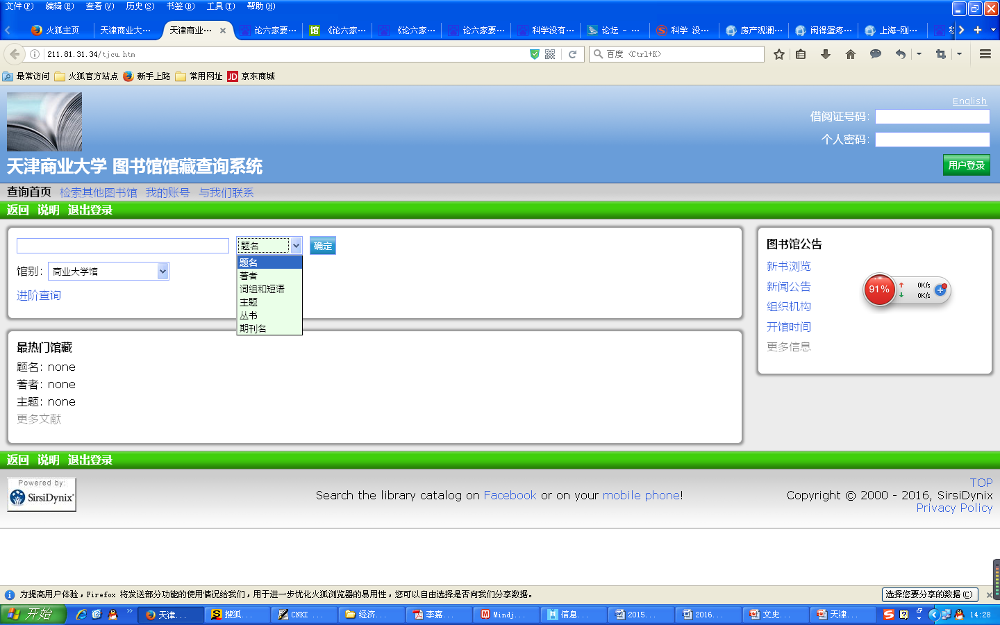 文件(F) 编辑(E) 查看(V) 历史(S) 书签(B) 工具(T) 帮助(H)
火狐主页 天津商业大... 天津商业... 论六家要... 《论六家... 《论六家... 论六家要... 科学没有... 论坛 - ... 科学 没... 房产观澜... 闲得蛋疼... 上海-刚...
211.81.31.34/tjcu.htm 百度 <Ctrl+K>
最常访问 火狐官方站点 新手上路 常用网址 JD 京东商城
English
借阅证号码:
个人密码:
天津商业大学 图书馆馆藏查询系统
用户登录
查询首页 检索其他图书馆 我的账号 与我们联系
返回 说明 退出登录
题名 确定
题名
著者
词组和短语
主题
丛书
期刊名
馆别: 商业大学馆
进阶查询
图书馆公告
新书浏览
新闻公告
组织机构
开馆时间
更多信息
91% 0K/s
0K/s
最热门馆藏
题名: none
著者: none
主题: none
更多文献
返回 说明 退出登录
Powered by:
SirsiDynix
Search the library catalog on Facebook or on your mobile phone!
TOP
Copyright © 2000 - 2016, SirsiDynix
Privacy Policy
为提高用户体验,Firefox 将发送部分功能的使用情况给我们,用于进一步优化火狐浏览器的易用性,您可以自由选择是否向我们分享数据。 选择您要分享的数据(C)
开始 天津... 搜狐... CNKI ... 经济... 李嘉... Mindj... 信息... 2015... 2016... 文史... 天津... 14:28